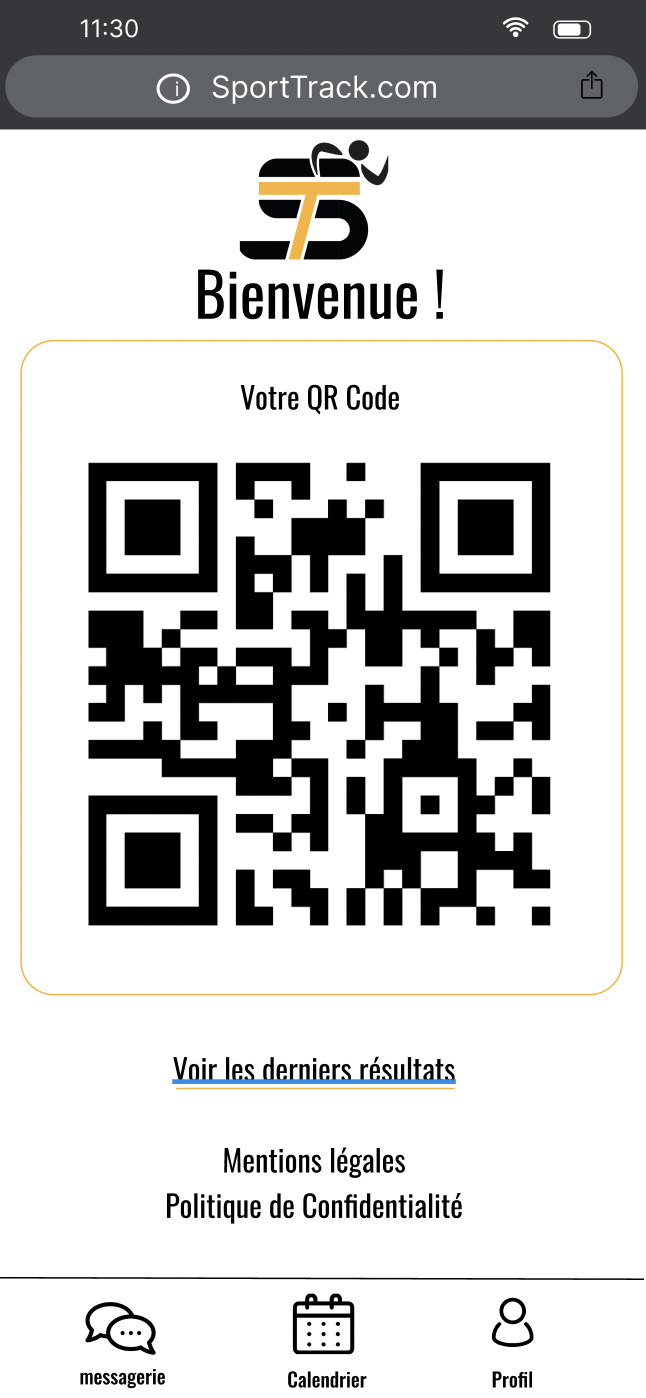 11:30
SportTrack.com
ST
Bienvenue !
Votre QR Code
Voir les derniers résultats
Mentions légales
Politique de Confidentialité
messagerie
Calendrier
Profil